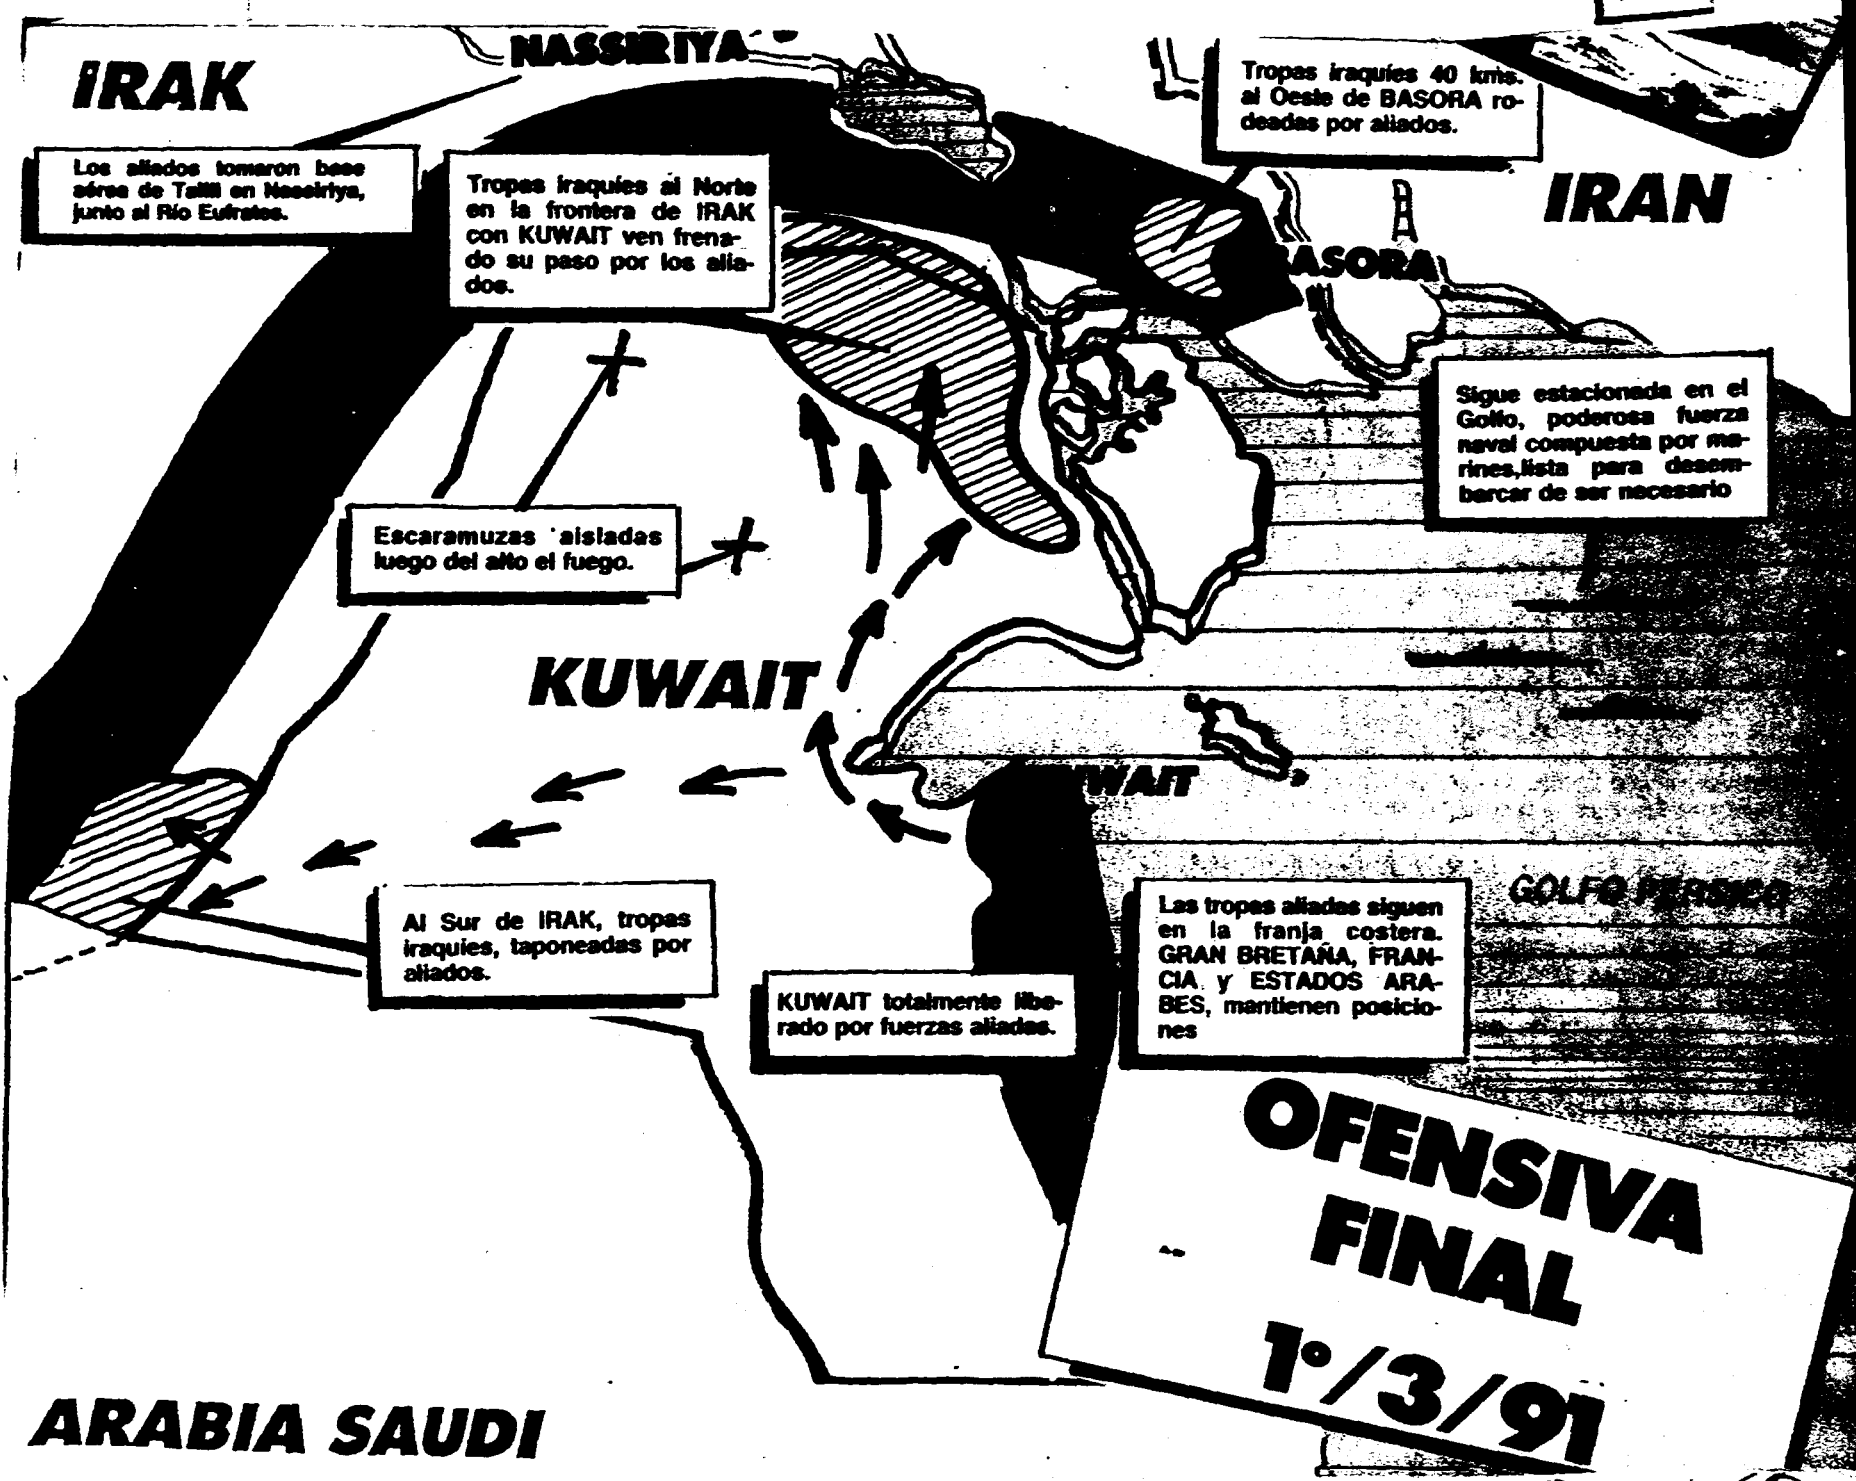 NASSIRIYA
IRAK
Tropas iraquíes 40 kms.
al Oeste de BASORA ro-
deadas por aliados.
Los aliados tomaron base
aérea de Tallil en Nassiriya,
junto al Río Eufrates.
Tropas iraquíes al Norte
en la frontera de IRAK
con KUWAIT ven frena-
do su paso por los alia-
dos.
IRAN
BASORA
Sigue estacionada en el
Golfo, poderosa fuerza
naval compuesta por ma-
rines,lista para desem-
barcar de ser necesario
Escaramuzas aisladas
luego del alto el fuego.
KUWAIT
WAIT
GOLFO PERSICO
Al Sur de IRAK, tropas
iraquíes, taponeadas por
aliados.
Las tropas aliadas siguen
en la franja costera.
GRAN BRETAÑA, FRAN-
CIA y ESTADOS ARA-
BES, mantienen posicio-
nes
KUWAIT totalmente libe-
rado por fuerzas aliadas.
OFENSIVA
FINAL
1º/3/91
ARABIA SAUDI